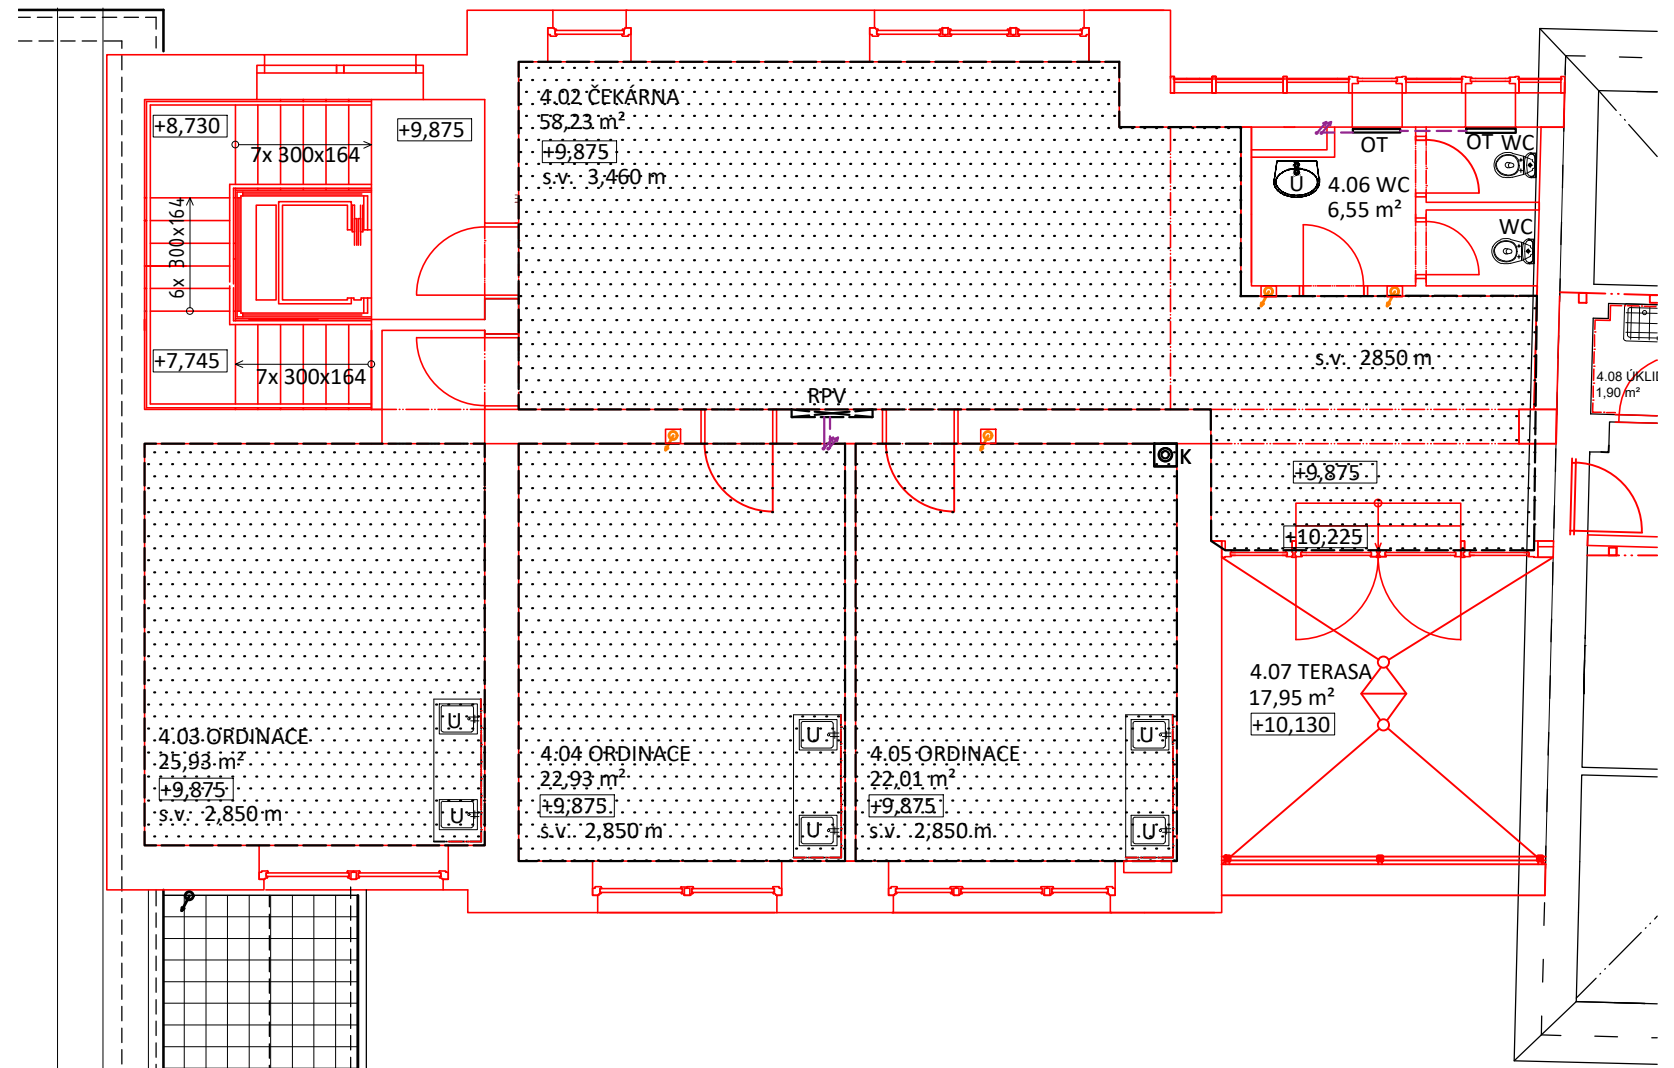 +8,730
7x 300x164
+9,875
6x 300x164
+7,745
7x 300x164
4.02 ČEKÁRNA
58,23 m²
+9,875
s.v. 3,460 m
OT
OT
WC
U
4.06 WC
6,55 m²
WC
s.v. 2850 m
RPV
K
+9,875
+10,225
4.03 ORDINACE
25,93 m²
+9,875
s.v. 2,850 m
U
U
4.04 ORDINACE
22,93 m²
+9,875
s.v. 2,850 m
U
U
4.05 ORDINACE
22,01 m²
+9,875
s.v. 2,850 m
U
U
4.07 TERASA
17,95 m²
+10,130
4.08 ÚKLID
1,90 m²